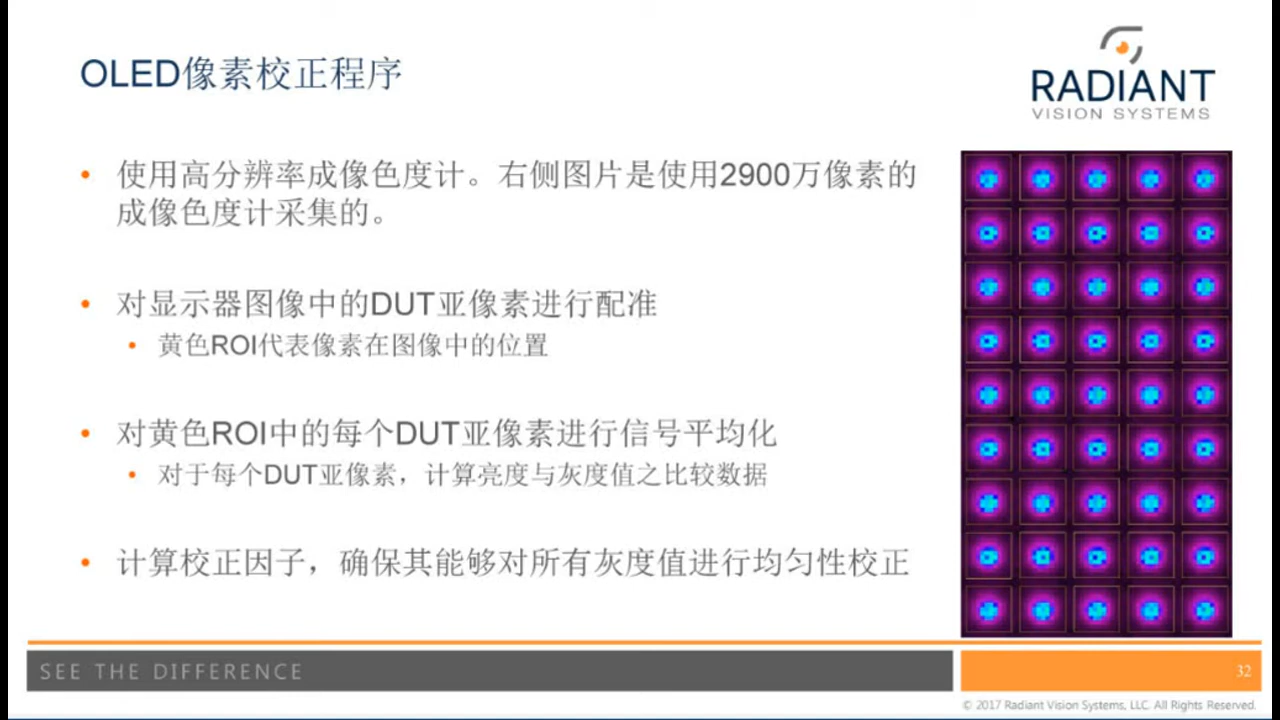 OLED像素校正程序
RADIANT
VISION SYSTEMS
• 使用高分辨率成像色度计。右侧图片是使用2900万像素的
成像色度计采集的。
• 对显示器图像中的DUT亚像素进行配准
• 黄色ROI代表像素在图像中的位置
• 对黄色ROI中的每个DUT亚像素进行信号平均化
• 对于每个DUT亚像素，计算亮度与灰度值之比较数据
• 计算校正因子，确保其能够对所有灰度值进行均匀性校正
SEE THE DIFFERENCE
32
© 2017 Radiant Vision Systems, LLC. All Rights Reserved.